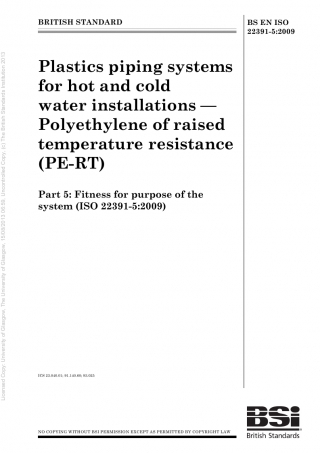 BRITISH STANDARD
BS EN ISO
22391-5:2009
Plastics piping systems
for hot and cold
water installations —
Polyethylene of raised
temperature resistance
(PE-RT)
Part 5: Fitness for purpose of the
system (ISO 22391-5:2009)
NO COPYING WITHOUT BSI PERMISSION EXCEPT AS PERMITTED BY COPYRIGHT LAW
BSi
British Standards